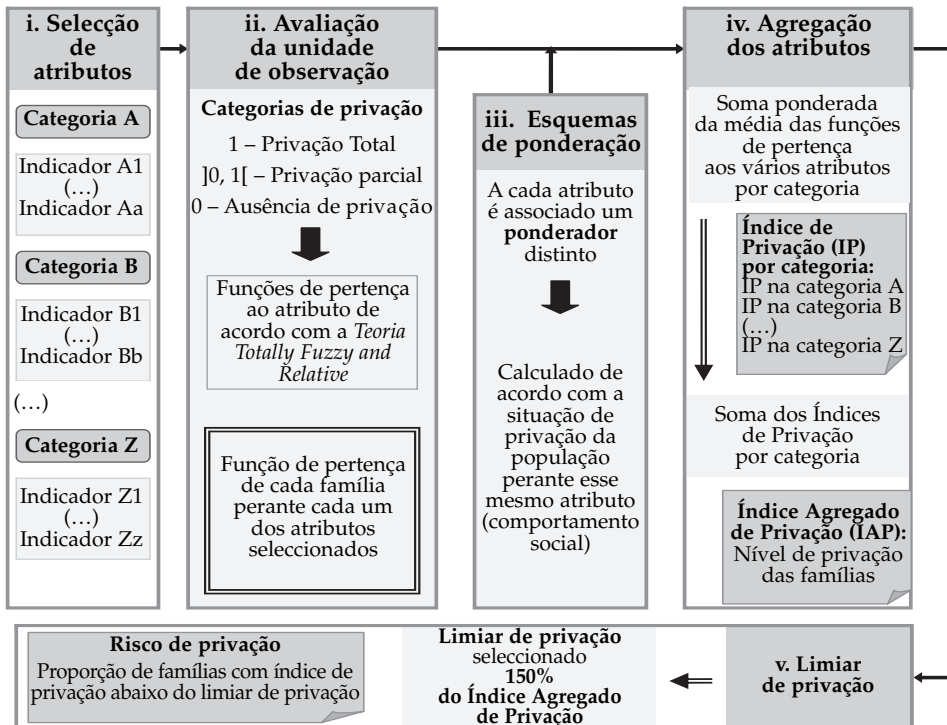 i. Selecção
de
atributos
Categoria A
Indicador A1
(…)
Indicador Aa
Categoria B
Indicador B1
(…)
Indicador Bb
(…)
Categoria Z
Indicador Z1
(…)
Indicador Zz
ii. Avaliação
da unidade
de observação
Categorias de privação
1 – Privação Total
]0, 1[ – Privação parcial
0 – Ausência de privação
Funções de pertença
ao atributo de
acordo com a Teoria
Totally Fuzzy and
Relative
Função de pertença
de cada família
perante cada um
dos atributos
seleccionados
iii. Esquemas
de ponderação
A cada atributo
é associado um
ponderador
distinto
Calculado de
acordo com a
situação de
privação da
população
perante esse
mesmo atributo
(comportamento
social)
iv. Agregação
dos atributos
Soma ponderada
da média das funções
de pertença
aos vários atributos
por categoria
Índice de
Privação (IP)
por categoria:
IP na categoria A
IP na categoria B
(…)
IP na categoria Z
Soma dos Índices
de Privação
por categoria
Índice Agregado
de Privação (IAP):
Nível de privação
das famílias
v. Limiar
de privação
Limiar de privação
seleccionado
150%
do Índice Agregado
de Privação
Risco de privação
Proporção de famílias com índice de
privação abaixo do limiar de privação